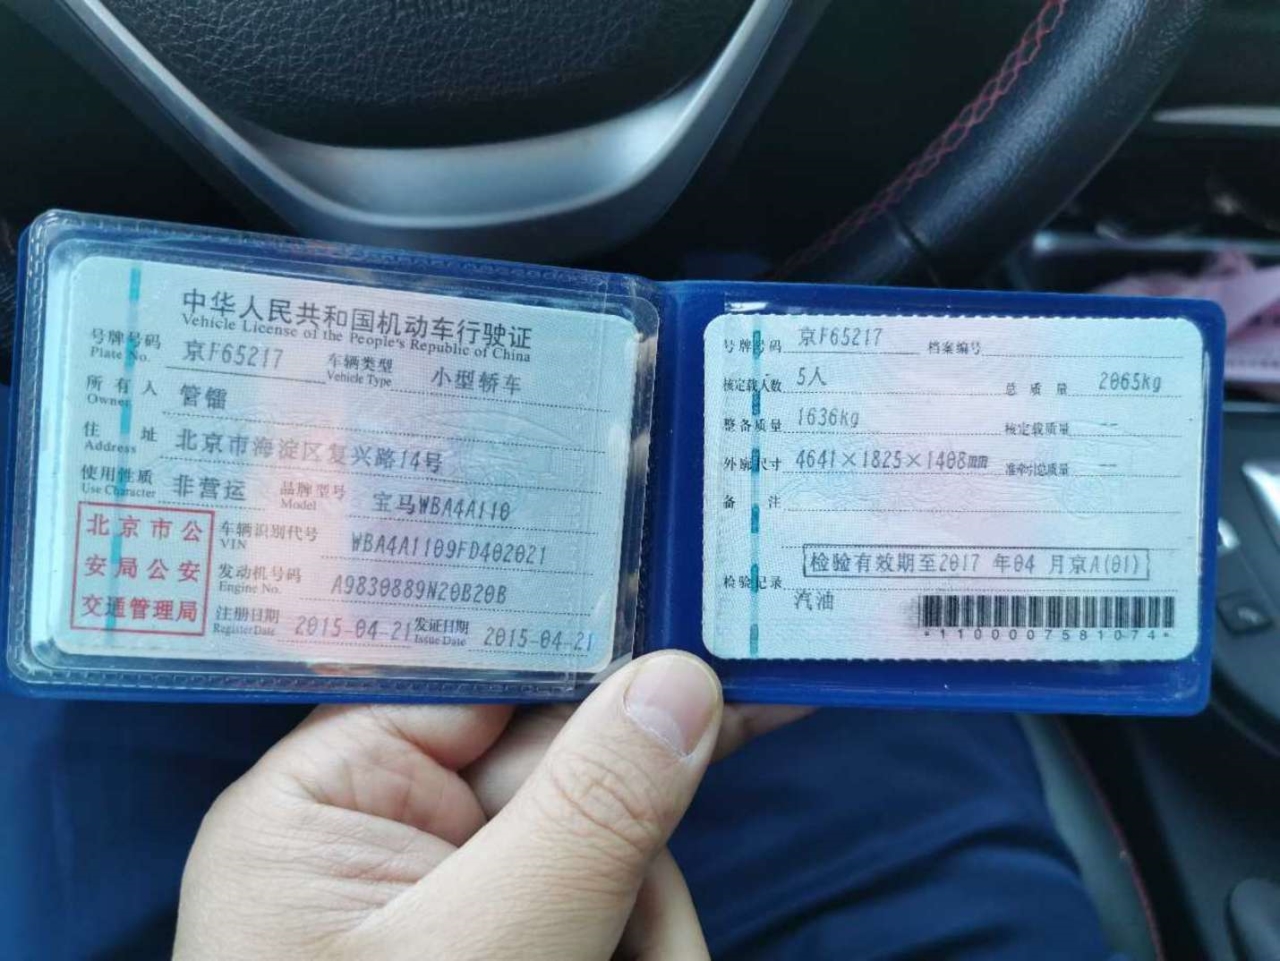 中华人民共和国机动车行驶证
Vehicle License of the People's Republic of China
号牌号码 京F65217 车辆类型 小型轿车
Plate No. Vehicle Type
所有人 管镏
Owner
住址 北京市海淀区复兴路14号
Address
使用性质 非营运 品牌型号 宝马WBA4A110
Use Character Model
北京市公
安局公安
交通管理局
车辆识别代号 WBA4A1109FD402021
VIN
发动机号码 A9830889N20B20B
Engine No.
注册日期 2015-04-21 发证日期 2015-04-21
Register Date Issue Date
号牌号码 京F65217 档案编号
核定载人数 5人 总质量 2065kg
整备质量 1636kg 核定载质量 --
外廓尺寸 4641×1825×1408mm 准牵引总质量 --
备注
检验有效期至2017 年04 月京A(01)
检验记录
汽油
*1100007581074*